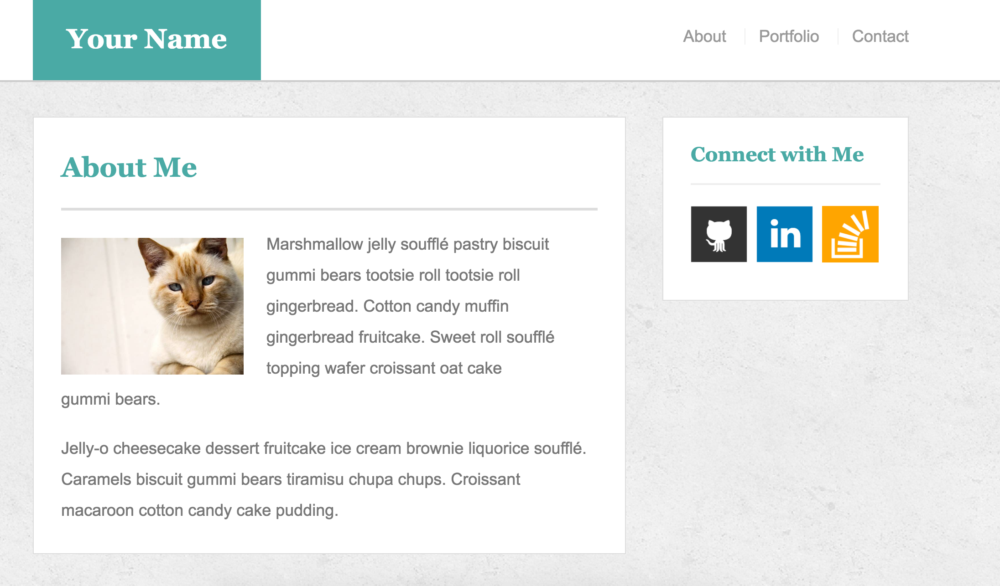 Your Name
About
Portfolio
Contact
About Me
Marshmallow jelly soufflé pastry biscuit
gummi bears tootsie roll tootsie roll
gingerbread. Cotton candy muffin
gingerbread fruitcake. Sweet roll soufflé
topping wafer croissant oat cake
gummi bears.
Jelly-o cheesecake dessert fruitcake ice cream brownie liquorice soufflé.
Caramels biscuit gummi bears tiramisu chupa chups. Croissant
macaroon cotton candy cake pudding.
Connect with Me
in